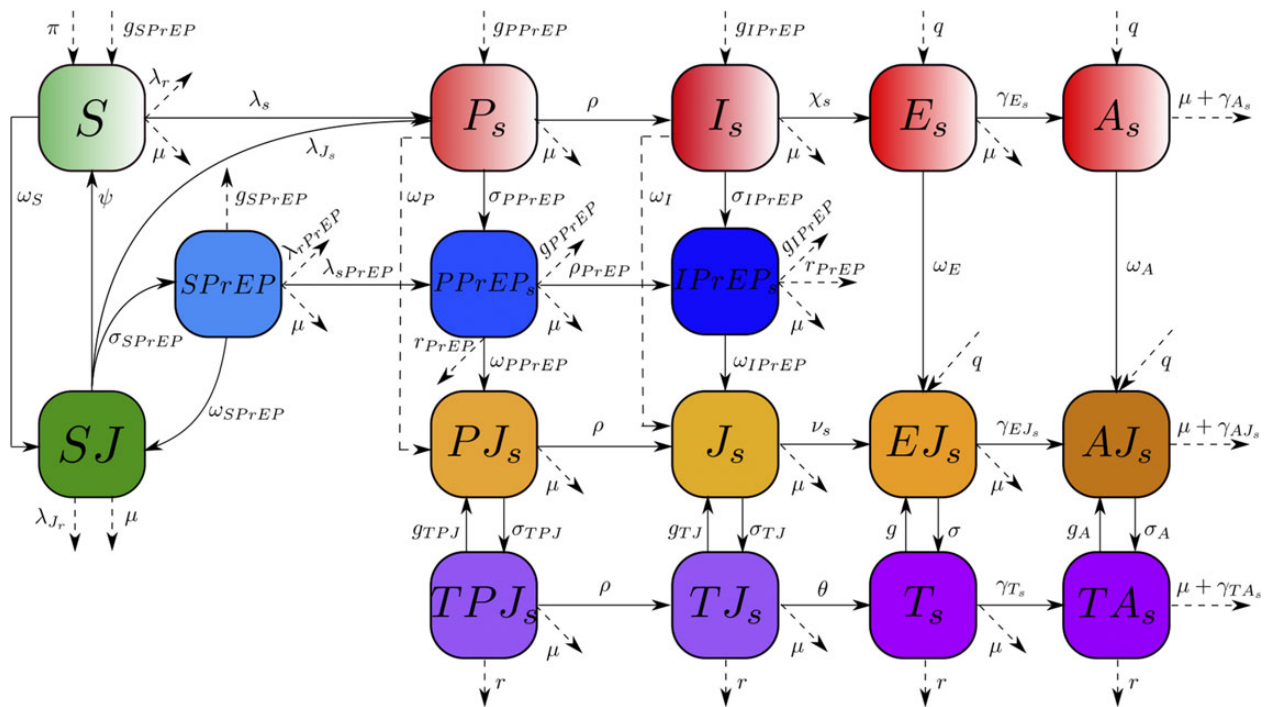 π g_{SPrEP} g_{PPrEP} g_{IPrEP} q q
S λ_r λ_s P_s ρ I_s χ_s E_s γ_{E_s} A_s μ + γ_{A_s}
μ λ_{J_s} μ μ μ
ω_S ψ g_{SPrEP} ω_P σ_{PPrEP} ω_I σ_{IPrEP}
SPrEP λ_{rPrEP} λ_{sPrEP} PPrEP_s g_{PPrEP} ρ_{PrEP} IPrEP_s g_{IPrEP} r_{PrEP} ω_E ω_A
μ μ μ
σ_{SPrEP} r_{PrEP} ω_{PPrEP} ω_{IPrEP} q q
ω_{SPrEP}
SJ PJ_s ρ J_s ν_s EJ_s γ_{EJ_s} AJ_s μ + γ_{AJ_s}
μ μ μ
λ_{J_r} μ g_{TPJ} σ_{TPJ} g_{TJ} σ_{TJ} g σ g_A σ_A
TPJ_s ρ TJ_s θ T_s γ_{T_s} TA_s μ + γ_{TA_s}
μ μ μ
r r r r